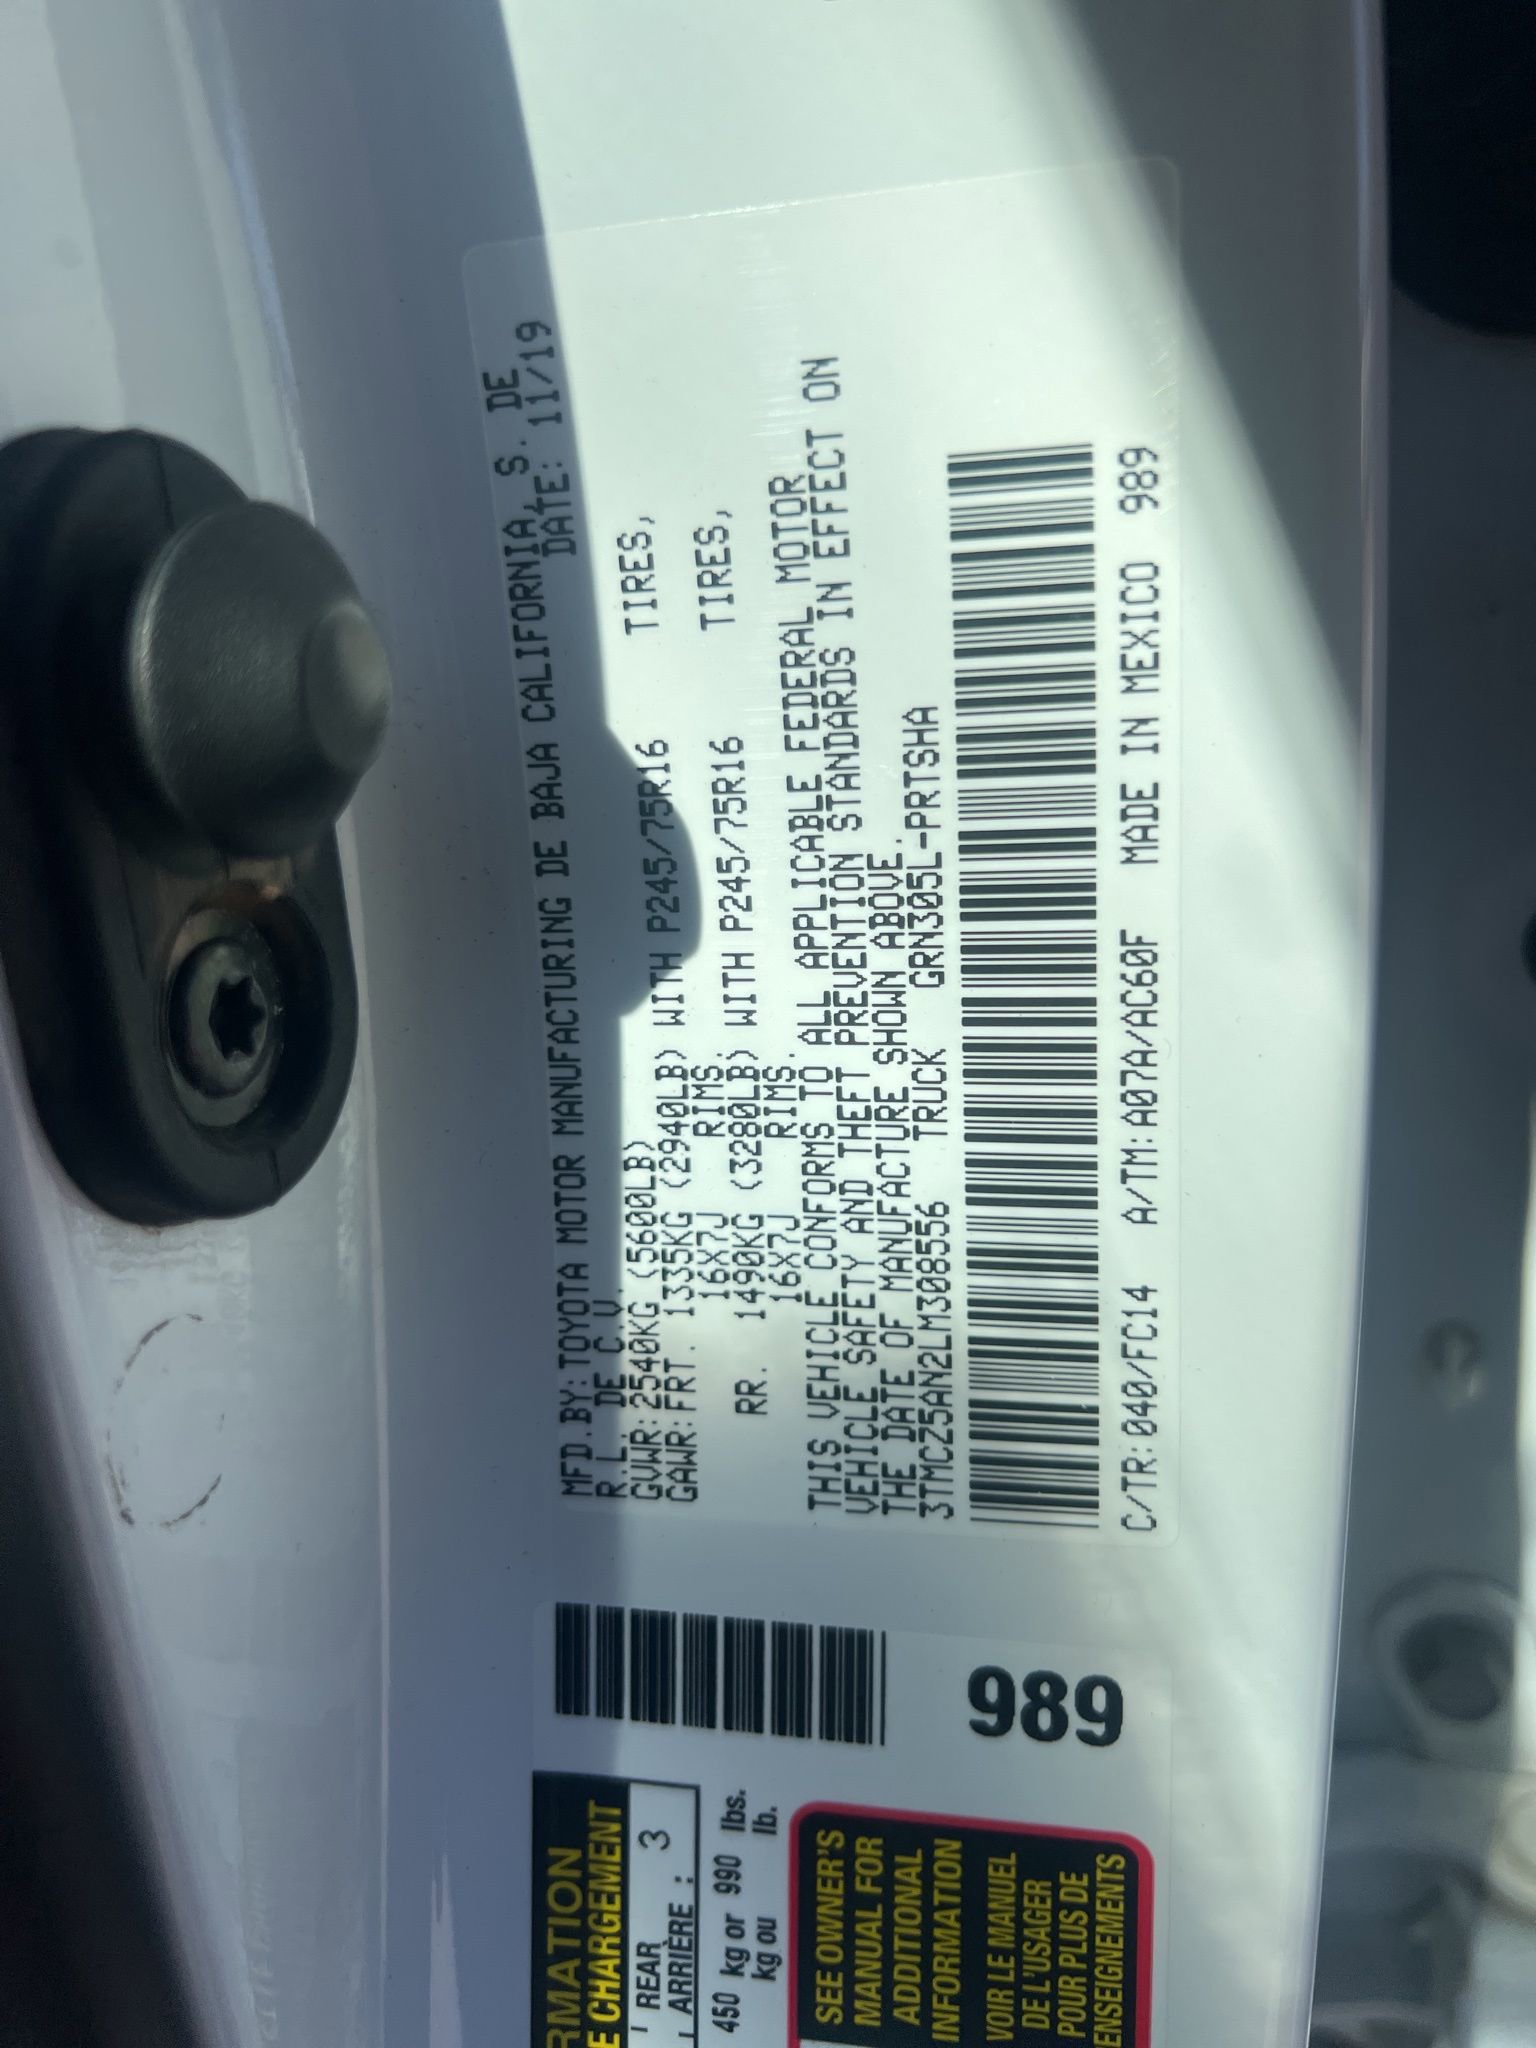 MFD.BY:TOYOTA MOTOR MANUFACTURING DE BAJA CALIFORNIA, S. DE
R.L. DE C.V. DATE: 11/19
GVWR:2540KG (5600LB)
GAWR:FRT. 1335KG (2940LB) WITH P245/75R16 TIRES,
16X7J RIMS.
RR. 1490KG (3280LB) WITH P245/75R16 TIRES,
16X7J RIMS.
THIS VEHICLE CONFORMS TO ALL APPLICABLE FEDERAL MOTOR
VEHICLE SAFETY AND THEFT PREVENTION STANDARDS IN EFFECT ON
THE DATE OF MANUFACTURE SHOWN ABOVE.
3TMCZ5AN2LM308556 TRUCK GRN305L-PRTSHA
C/TR:040/FC14 A/TM:A07A/AC60F MADE IN MEXICO 989
989
RMATION
E CHARGEMENT
REAR
ARRIÈRE : 3
450 kg or 990 lbs.
kg ou lb.
SEE OWNER'S
MANUAL FOR
ADDITIONAL
INFORMATION
VOIR LE MANUEL
DE L'USAGER
POUR PLUS DE
ENSEIGNEMENTS